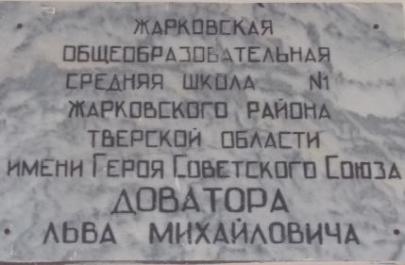 ЖАРКОВСКАЯ
ОБЩЕОБРАЗОВАТЕЛЬНАЯ
СРЕДНЯЯ ШКОЛА №1
ЖАРКОВСКОГО РАЙОНА
ТВЕРСКОЙ ОБЛАСТИ
ИМЕНИ ГЕРОЯ СОВЕТСКОГО СОЮЗА
ДОВАТОРА
ЛЬВА МИХАЙЛОВИЧА